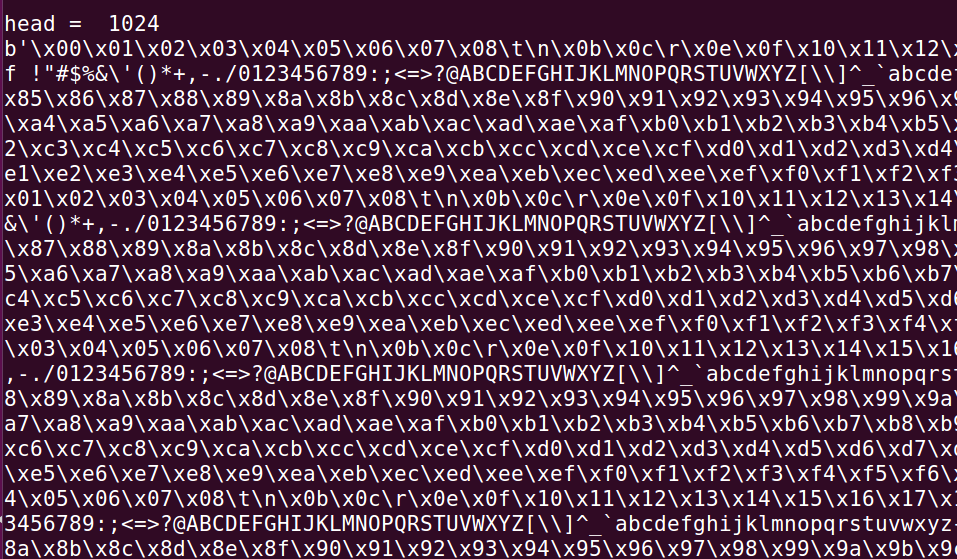 head =  1024
b'\x00\x01\x02\x03\x04\x05\x06\x07\x08\t\n\x0b\x0c\r\x0e\x0f\x10\x11\x12\
f !"#$%&\'()*+,-./0123456789:;<=>?@ABCDEFGHIJKLMNOPQRSTUVWXYZ[\\]^_`abcdef
x85\x86\x87\x88\x89\x8a\x8b\x8c\x8d\x8e\x8f\x90\x91\x92\x93\x94\x95\x96\x9
\xa4\xa5\xa6\xa7\xa8\xa9\xaa\xab\xac\xad\xae\xaf\xb0\xb1\xb2\xb3\xb4\xb5\
2\xc3\xc4\xc5\xc6\xc7\xc8\xc9\xca\xcb\xcc\xcd\xce\xcf\xd0\xd1\xd2\xd3\xd4\
e1\xe2\xe3\xe4\xe5\xe6\xe7\xe8\xe9\xea\xeb\xec\xed\xee\xef\xf0\xf1\xf2\xf3
x01\x02\x03\x04\x05\x06\x07\x08\t\n\x0b\x0c\r\x0e\x0f\x10\x11\x12\x13\x14\
&\'()*+,-./0123456789:;<=>?@ABCDEFGHIJKLMNOPQRSTUVWXYZ[\\]^_`abcdefghijkl
\x87\x88\x89\x8a\x8b\x8c\x8d\x8e\x8f\x90\x91\x92\x93\x94\x95\x96\x97\x98\
5\xa6\xa7\xa8\xa9\xaa\xab\xac\xad\xae\xaf\xb0\xb1\xb2\xb3\xb4\xb5\xb6\xb7\
c4\xc5\xc6\xc7\xc8\xc9\xca\xcb\xcc\xcd\xce\xcf\xd0\xd1\xd2\xd3\xd4\xd5\xd6
xe3\xe4\xe5\xe6\xe7\xe8\xe9\xea\xeb\xec\xed\xee\xef\xf0\xf1\xf2\xf3\xf4\xf
\x03\x04\x05\x06\x07\x08\t\n\x0b\x0c\r\x0e\x0f\x10\x11\x12\x13\x14\x15\x16
,-./0123456789:;<=>?@ABCDEFGHIJKLMNOPQRSTUVWXYZ[\\]^_`abcdefghijklmnopqrst
8\x89\x8a\x8b\x8c\x8d\x8e\x8f\x90\x91\x92\x93\x94\x95\x96\x97\x98\x99\x9a\
a7\xa8\xa9\xaa\xab\xac\xad\xae\xaf\xb0\xb1\xb2\xb3\xb4\xb5\xb6\xb7\xb8\xb9
xc6\xc7\xc8\xc9\xca\xcb\xcc\xcd\xce\xcf\xd0\xd1\xd2\xd3\xd4\xd5\xd6\xd7\xd
\xe5\xe6\xe7\xe8\xe9\xea\xeb\xec\xed\xee\xef\xf0\xf1\xf2\xf3\xf4\xf5\xf6\
4\x05\x06\x07\x08\t\n\x0b\x0c\r\x0e\x0f\x10\x11\x12\x13\x14\x15\x16\x17\x1
3456789:;<=>?@ABCDEFGHIJKLMNOPQRSTUVWXYZ[\\]^_`abcdefghijklmnopqrstuvwxyz
8a\x8b\x8c\x8d\x8e\x8f\x90\x91\x92\x93\x94\x95\x96\x97\x98\x99\x9a\x9b\x9c